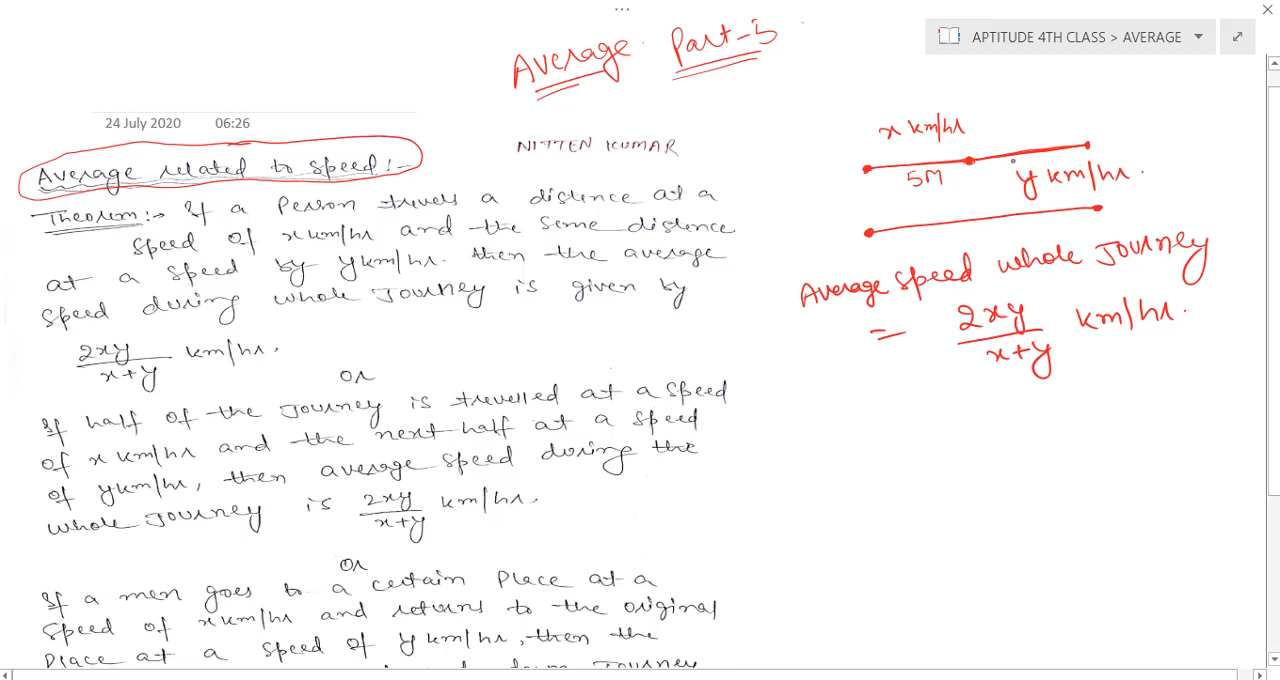 ...
APTITUDE 4TH CLASS > AVERAGE
Average Part-5
24 July 2020 06:26
NITTEN KUMAR
Average related to speed:-
Theorem:→ If a Person travels a distence at a
speed of x km/hr and the same distence
at a speed by y km/hr. then the average
speed during whole Journey is given by
2xy/x+y km/hr.
OR
If half of the Journey is travelled at a speed
of x km/hr and the next half at a speed
of y km/hr, then average speed during the
whole Journey is 2xy/x+y km/hr.
OR
If a men goes to a certain Place at a
speed of x km/hr and returns to the original
Place at a speed of y km/hr, then the
Journey
x km/hr
5M
y km/hr.
Average speed whole Journey
= 2xy/x+y km/hr.